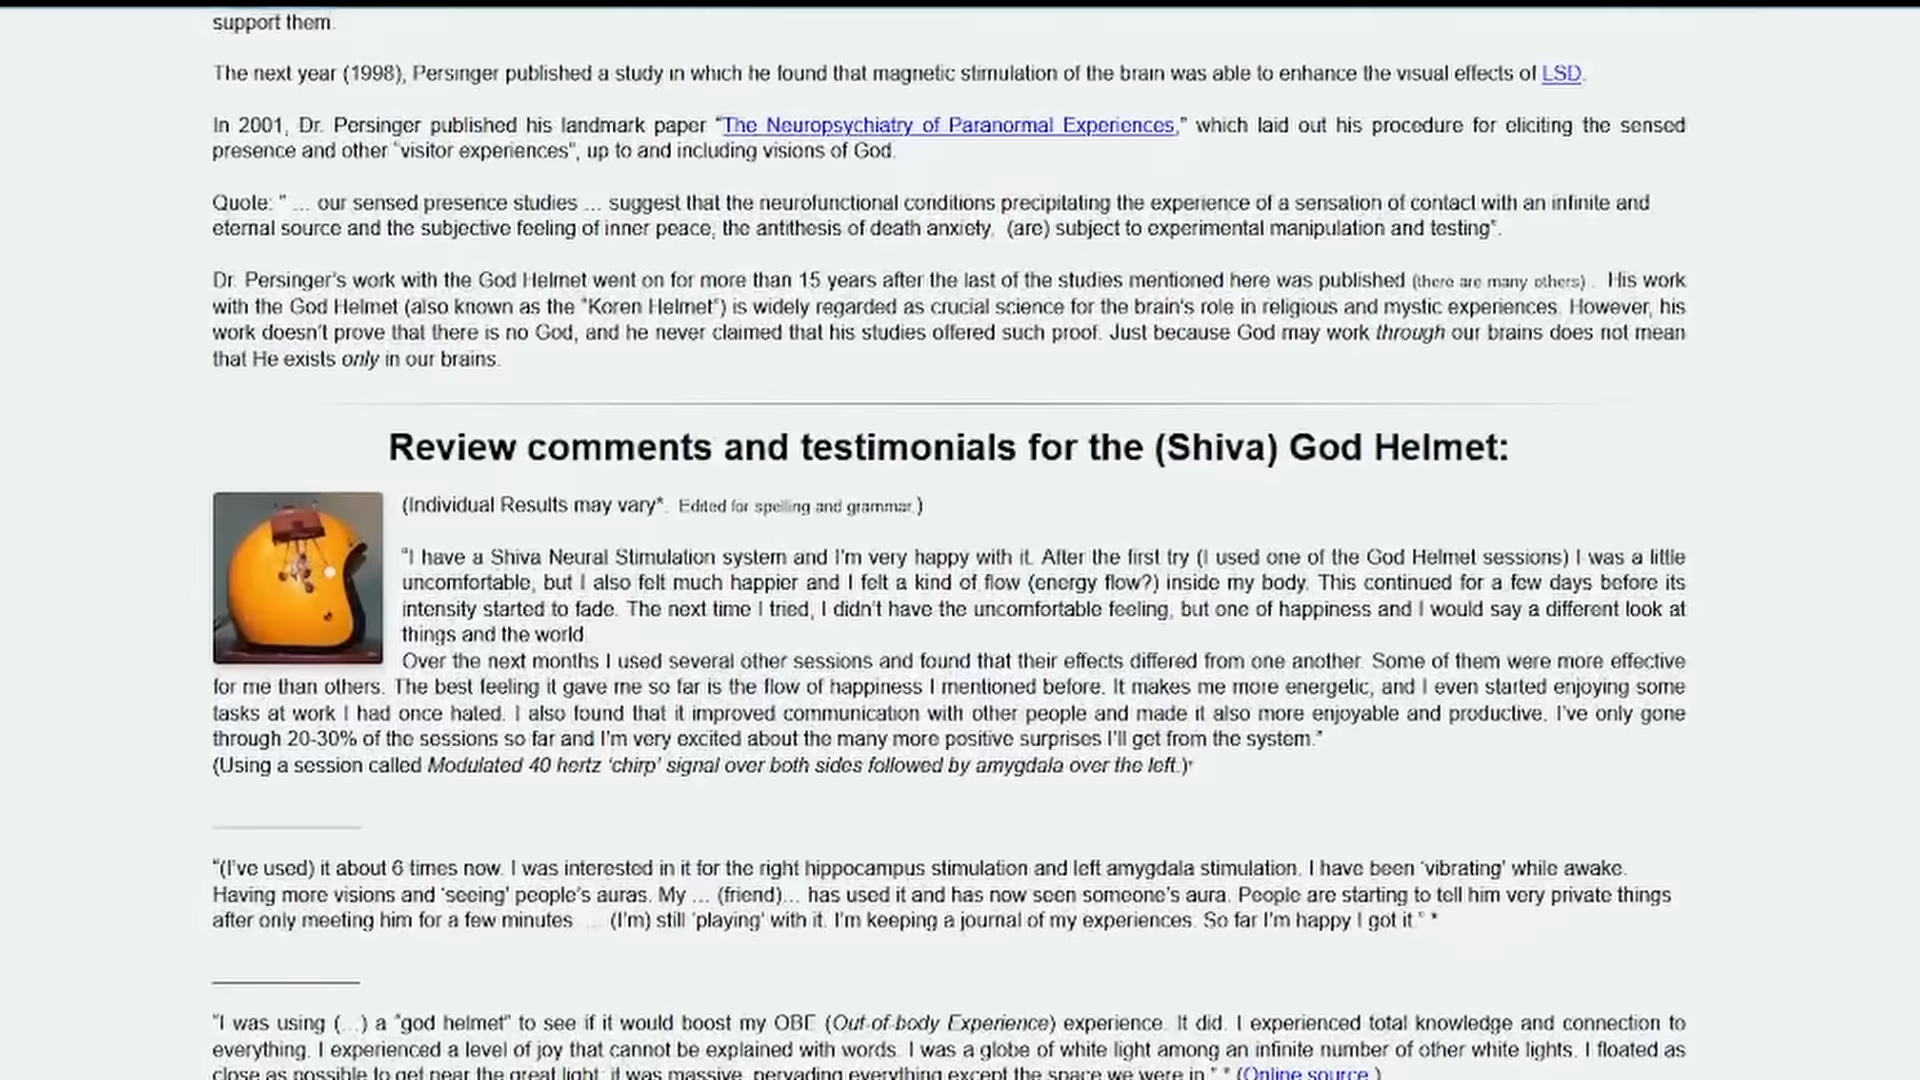 support them.
The next year (1998), Persinger published a study in which he found that magnetic stimulation of the brain was able to enhance the visual effects of LSD.
In 2001, Dr. Persinger published his landmark paper "The Neuropsychiatry of Paranormal Experiences," which laid out his procedure for eliciting the sensed
presence and other "visitor experiences", up to and including visions of God.
Quote: " ... our sensed presence studies ... suggest that the neurofunctional conditions precipitating the experience of a sensation of contact with an infinite and
eternal source and the subjective feeling of inner peace, the antithesis of death anxiety, (are) subject to experimental manipulation and testing".
Dr. Persinger's work with the God Helmet went on for more than 15 years after the last of the studies mentioned here was published (there are many others) . His work
with the God Helmet (also known as the "Koren Helmet") is widely regarded as crucial science for the brain's role in religious and mystic experiences. However, his
work doesn't prove that there is no God, and he never claimed that his studies offered such proof. Just because God may work through our brains does not mean
that He exists only in our brains.
Review comments and testimonials for the (Shiva) God Helmet:
(Individual Results may vary*. Edited for spelling and grammar.)
"I have a Shiva Neural Stimulation system and I'm very happy with it. After the first try (I used one of the God Helmet sessions) I was a little
uncomfortable, but I also felt much happier and I felt a kind of flow (energy flow?) inside my body. This continued for a few days before its
intensity started to fade. The next time I tried, I didn't have the uncomfortable feeling, but one of happiness and I would say a different look at
things and the world.
Over the next months I used several other sessions and found that their effects differed from one another. Some of them were more effective
for me than others. The best feeling it gave me so far is the flow of happiness I mentioned before. It makes me more energetic, and I even started enjoying some
tasks at work I had once hated. I also found that it improved communication with other people and made it also more enjoyable and productive. I've only gone
through 20-30% of the sessions so far and I'm very excited about the many more positive surprises I'll get from the system."
(Using a session called Modulated 40 hertz 'chirp' signal over both sides followed by amygdala over the left.)*
"(I've used) it about 6 times now. I was interested in it for the right hippocampus stimulation and left amygdala stimulation. I have been 'vibrating' while awake.
Having more visions and 'seeing' people's auras. My ... (friend)... has used it and has now seen someone's aura. People are starting to tell him very private things
after only meeting him for a few minutes ... (I'm) still 'playing' with it. I'm keeping a journal of my experiences. So far I'm happy I got it." *
"I was using (...) a "god helmet" to see if it would boost my OBE (Out-of-body Experience) experience. It did. I experienced total knowledge and connection to
everything. I experienced a level of joy that cannot be explained with words. I was a globe of white light among an infinite number of other white lights. I floated as
close as possible to get near the great light, it was massive, pervading everything except the space we were in." * (Online source.)